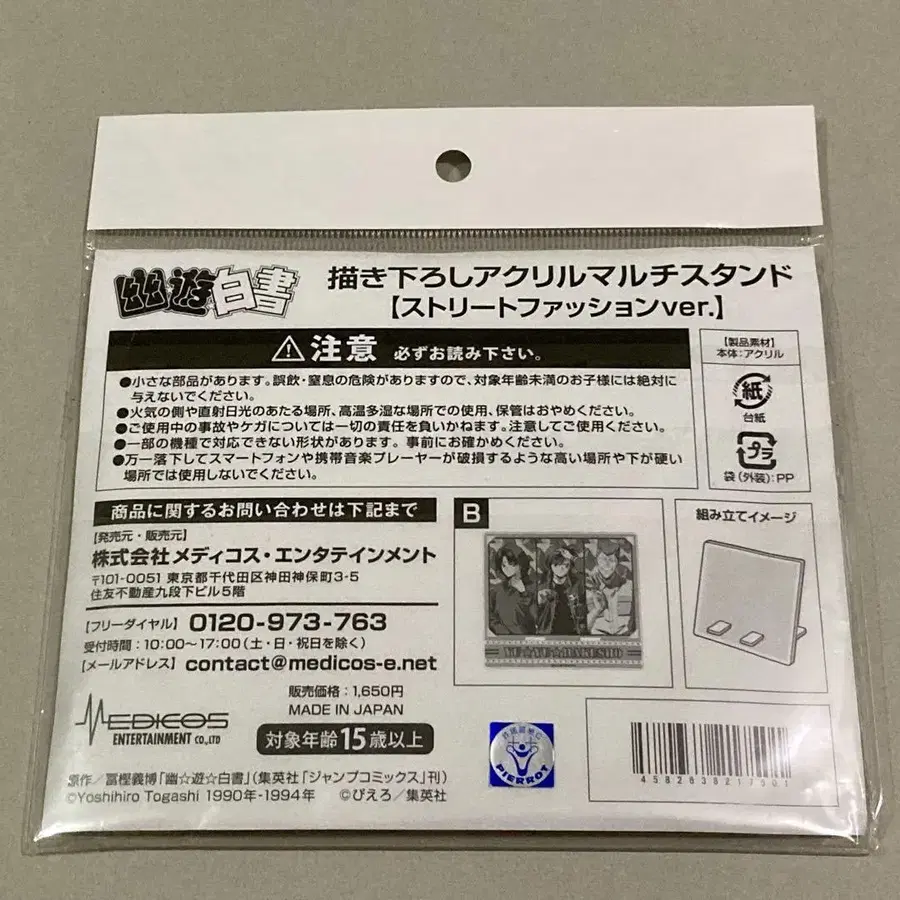 幽遊白書
描き下ろしアクリルマルチスタンド
【ストリートファッションver.】
注意 必ずお読み下さい。
●小さな部品があります。誤飲・窒息の危険がありますので、対象年齢未満のお子様には絶対に
与えないでください。
●火気の側や直射日光のあたる場所、高温多湿な場所での使用、保管はおやめください。
●ご使用中の事故やケガについては一切の責任を負いかねます。注意してご使用ください。
●一部の機種で対応できない形状があります。事前にお確かめください。
●万一落下してスマートフォンや携帯音楽プレーヤーが破損するような高い場所や下が硬い
場所では使用しないでください。
【製品素材】
本体:アクリル
紙
台紙
プラ
袋(外装):PP
商品に関するお問い合わせは下記まで
【発売元・販売元】
株式会社メディコス・エンタテインメント
〒101-0051 東京都千代田区神田神保町3-5
住友不動産九段下ビル5階
【フリーダイヤル】 0120-973-763
受付時間:10:00〜17:00(土・日・祝日を除く)
【メールアドレス】 contact@medicos-e.net
B
YU☆YU☆HAKUSHO
組み立てイメージ
MEDICOS
ENTERTAINMENT CO.,LTD
販売価格:1,650円
MADE IN JAPAN
対象年齢15歳以上
PIERROT
4582638217501
原作/冨樫義博「幽☆遊☆白書」(集英社「ジャンプコミックス」刊)
©Yoshihiro Togashi 1990年-1994年 ©ぴえろ/集英社